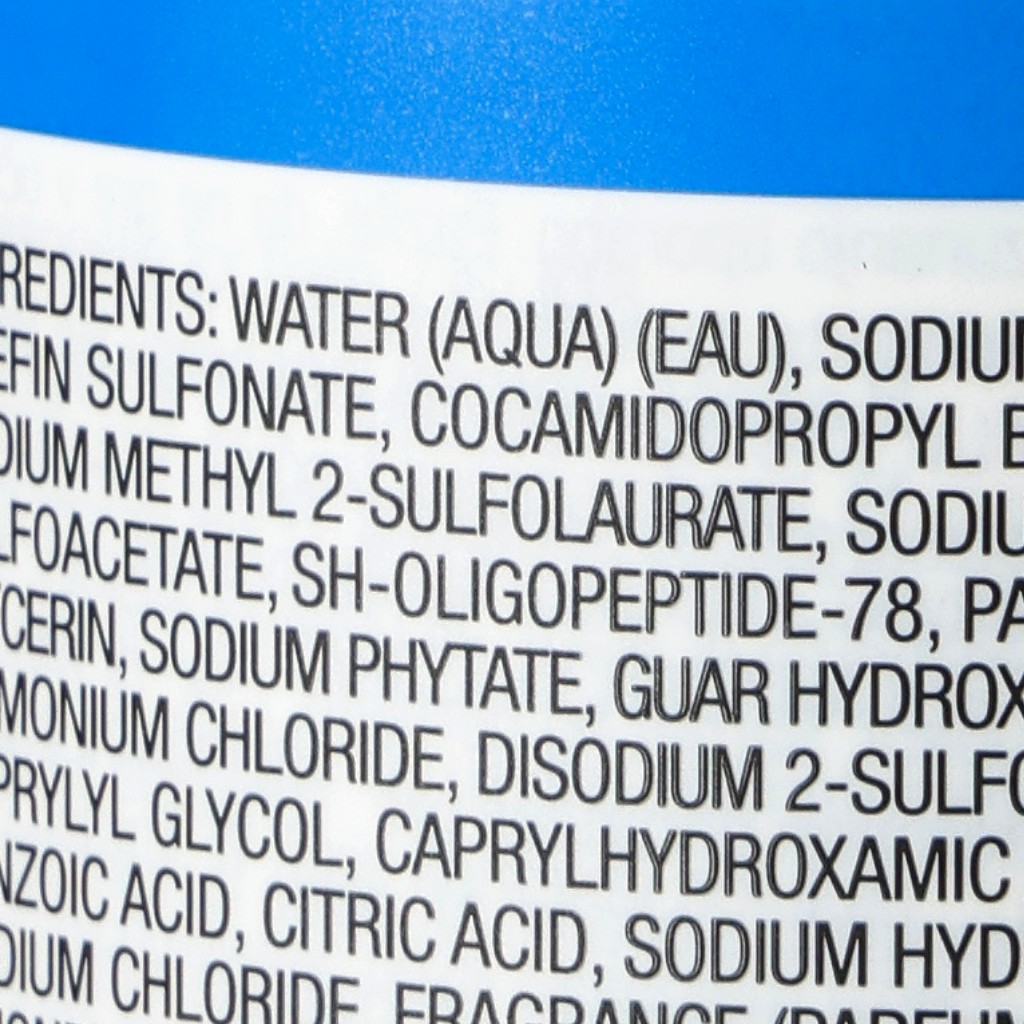 REDIENTS: WATER (AQUA) (EAU), SODIUM
EFIN SULFONATE, COCAMIDOPROPYL B
DIUM METHYL 2-SULFOLAURATE, SODIU
LFOACETATE, SH-OLIGOPEPTIDE-78, PA
CERIN, SODIUM PHYTATE, GUAR HYDROX
MONIUM CHLORIDE, DISODIUM 2-SULFO
PRYLYL GLYCOL, CAPRYLHYDROXAMIC
NZOIC ACID, CITRIC ACID, SODIUM HYD
DIUM CHLORIDE, FRAGRANCE (PARFUM